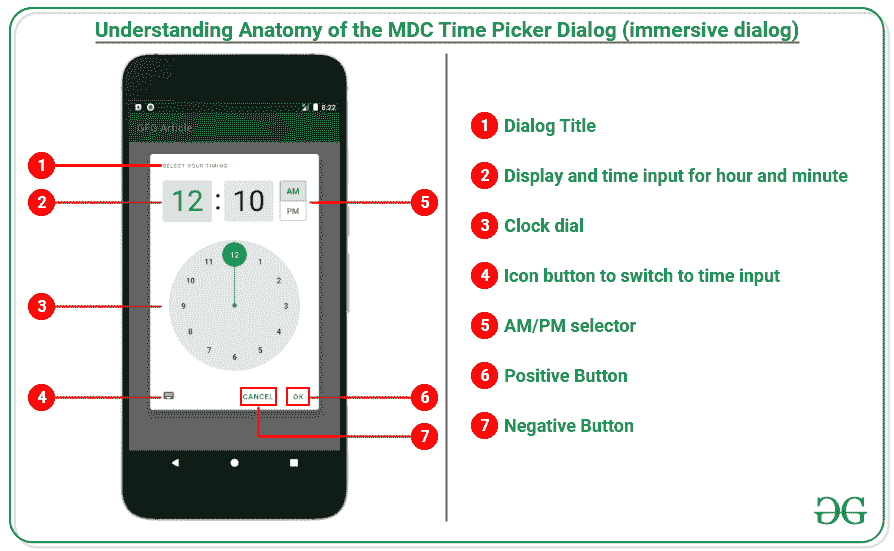 Understanding Anatomy of the MDC Time Picker Dialog (immersive dialog)
8:22
GFG Article
SELECT YOUR TIMING
12 : 10
AM
PM
12
1
2
3
4
5
6
7
8
9
10
11
CANCEL
OK
1
2
3
4
5
6
7
1 Dialog Title
2 Display and time input for hour and minute
3 Clock dial
4 Icon button to switch to time input
5 AM/PM selector
6 Positive Button
7 Negative Button